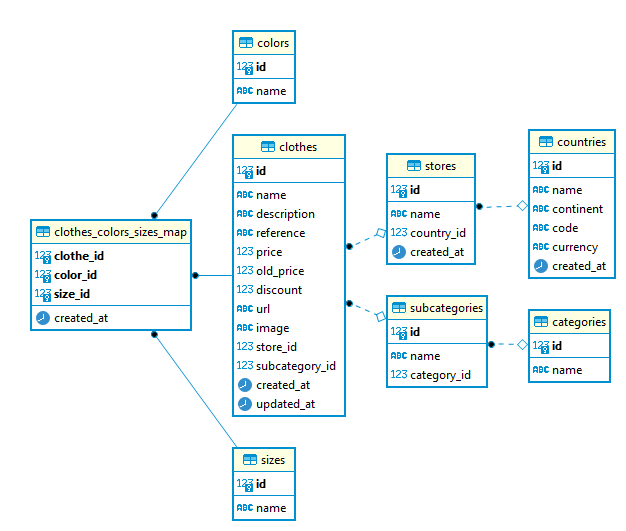 colors
123 id
ABC name
clothes
123 id
ABC name
ABC description
ABC reference
123 price
123 old_price
123 discount
ABC url
ABC image
123 store_id
123 subcategory_id
created_at
updated_at
stores
123 id
ABC name
123 country_id
created_at
countries
123 id
ABC name
ABC continent
ABC code
ABC currency
created_at
clothes_colors_sizes_map
123 clothe_id
123 color_id
123 size_id
created_at
subcategories
123 id
ABC name
123 category_id
categories
123 id
ABC name
sizes
123 id
ABC name